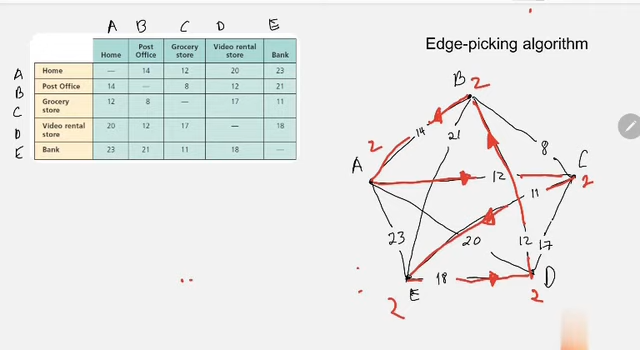 A B C D E
Home Post Office Grocery store Video rental store Bank
A Home — 14 12 20 23
B Post Office 14 — 8 12 21
C Grocery store 12 8 — 17 11
D Video rental store 20 12 17 — 18
E Bank 23 21 11 18 —
Edge-picking algorithm
B 2
2 14 21 8
A 12 C
11 2
23 20 12 17
E 18 D
2 2